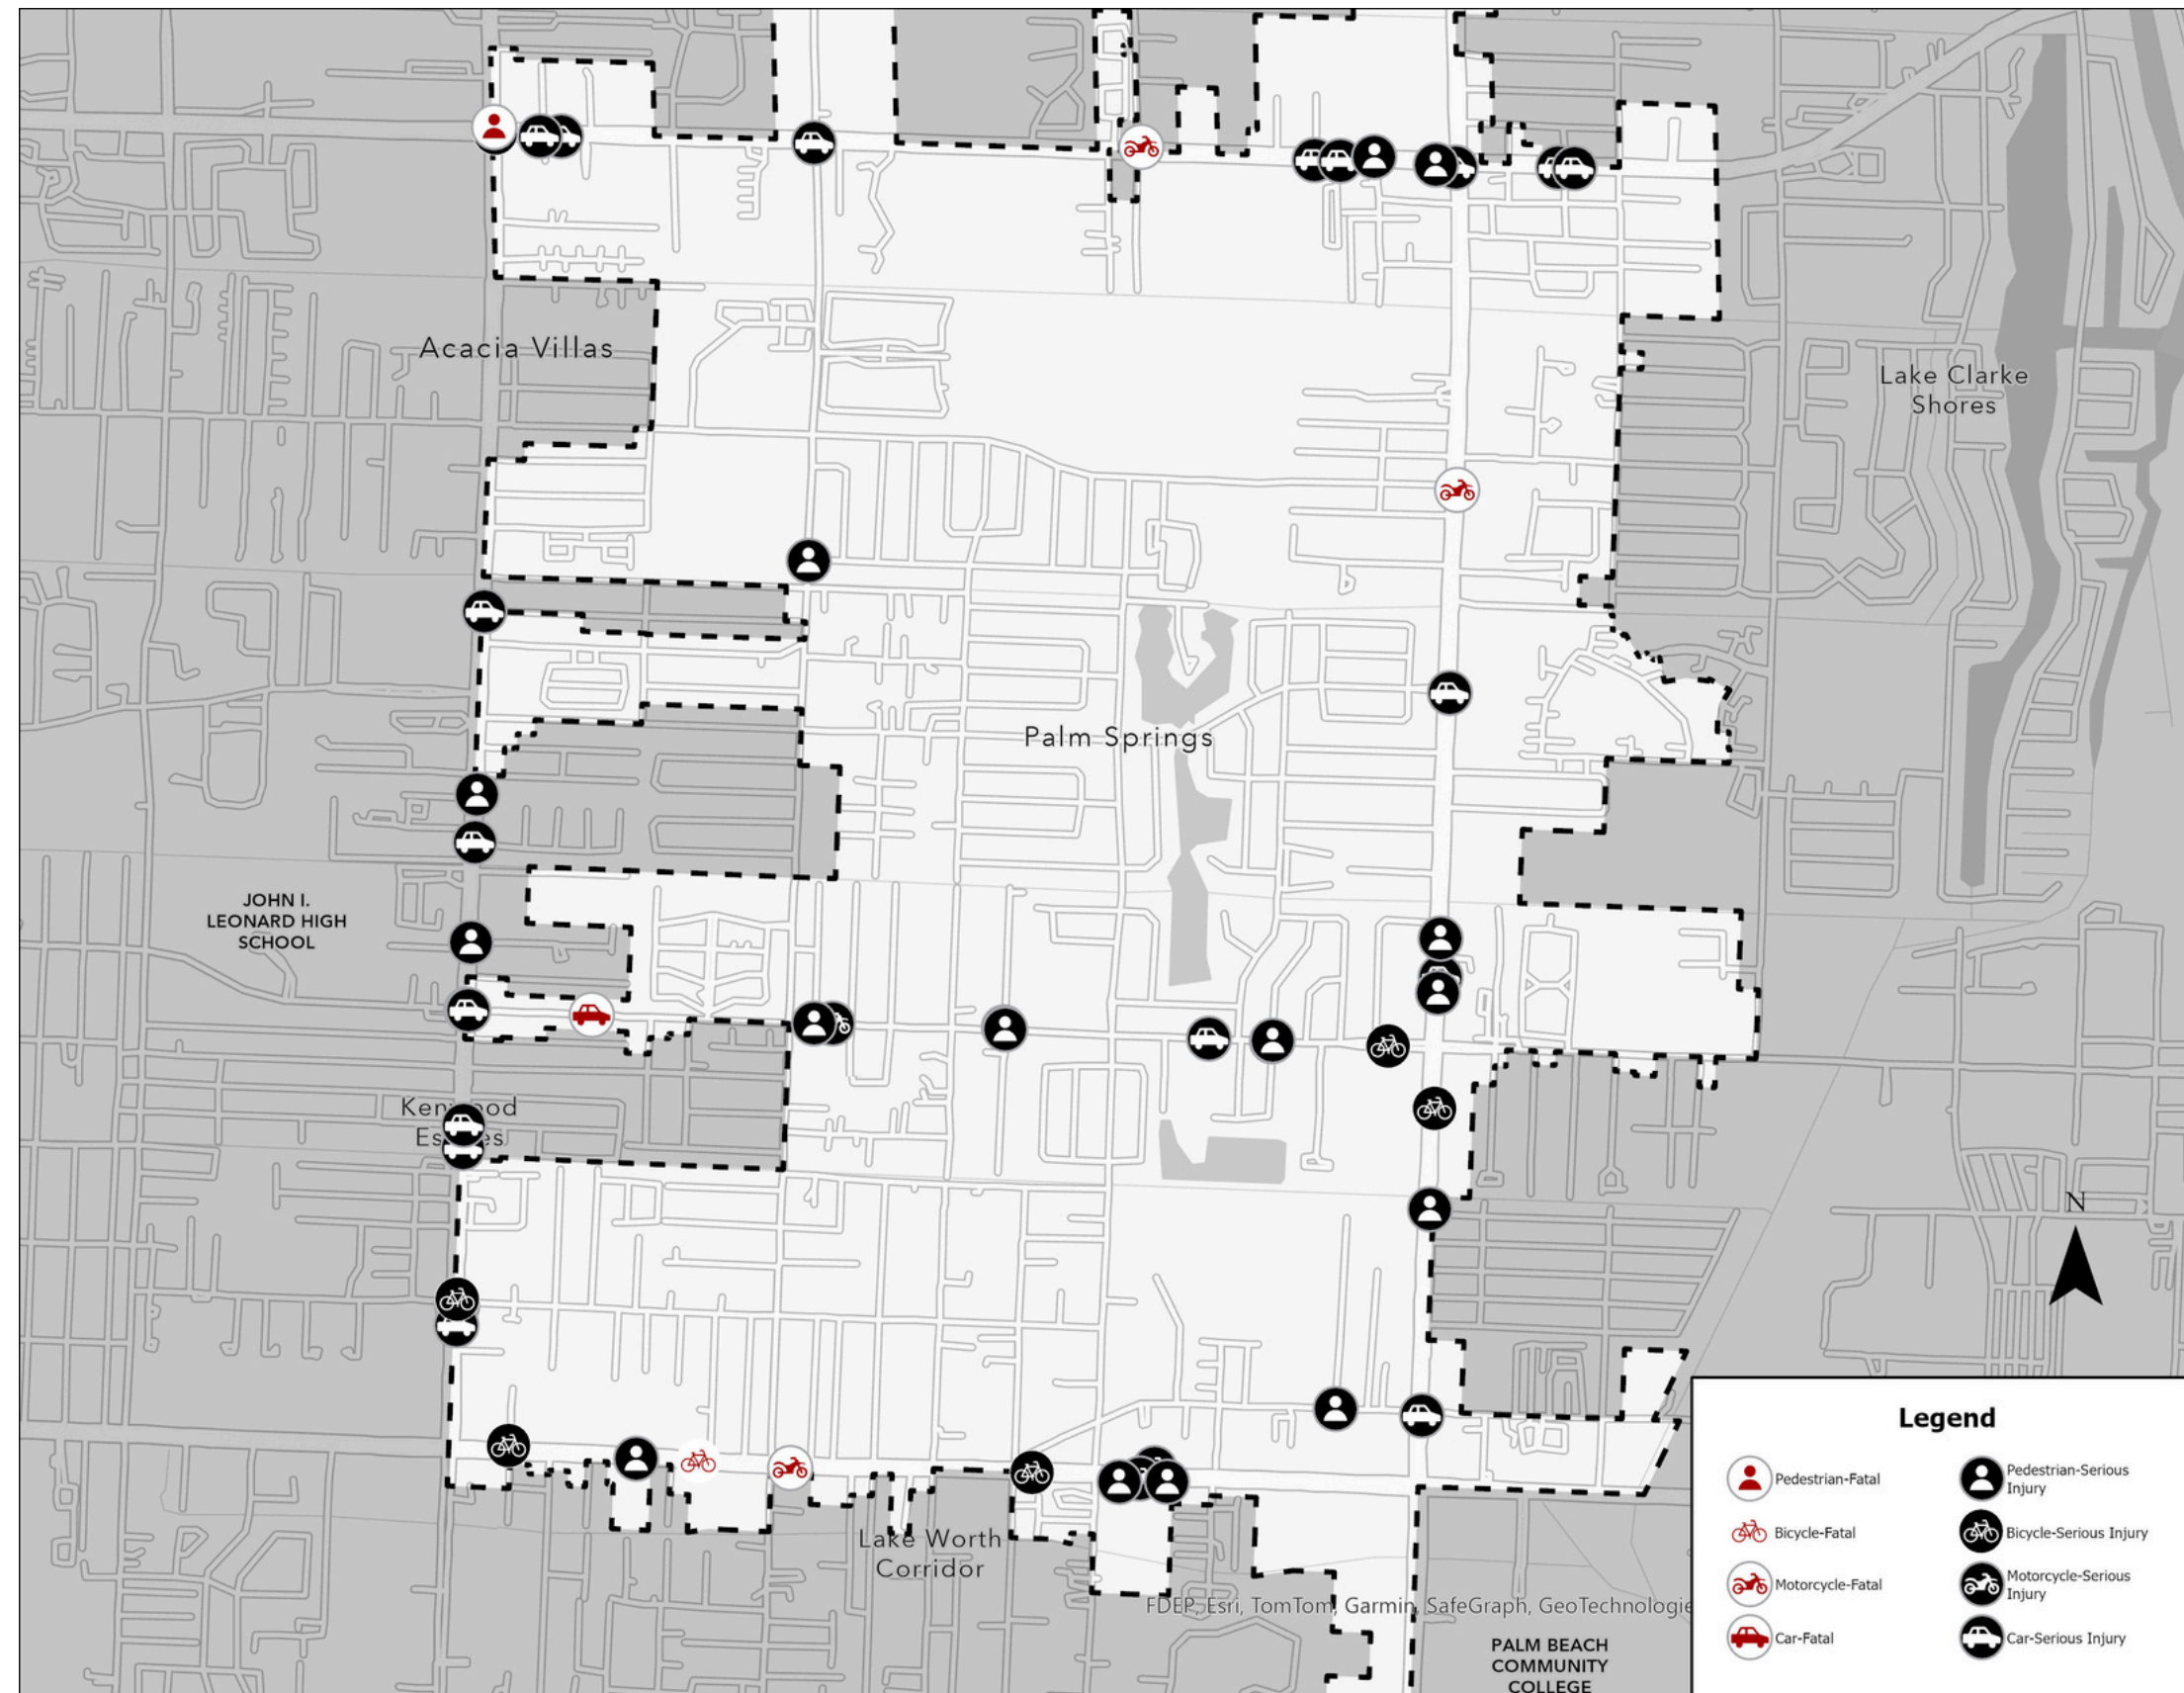 Acacia Villas
Lake Clarke
Shores
Palm Springs
JOHN I.
LEONARD HIGH
SCHOOL
Kenwood
Estates
N
Lake Worth
Corridor
FDEP, Esri, TomTom, Garmin, SafeGraph, GeoTechnologie
PALM BEACH
COMMUNITY
COLLEGE
Legend
Pedestrian-Fatal
Bicycle-Fatal
Motorcycle-Fatal
Car-Fatal
Pedestrian-Serious
Injury
Bicycle-Serious Injury
Motorcycle-Serious
Injury
Car-Serious Injury